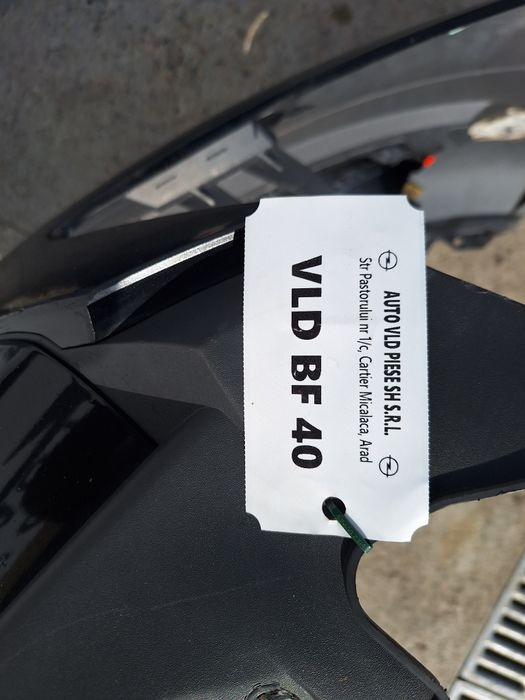 AUTO VLD PIESE SH S.R.L.
Str Pastorului nr 1/c, Cartier Micalaca, Arad
VLD BF 40